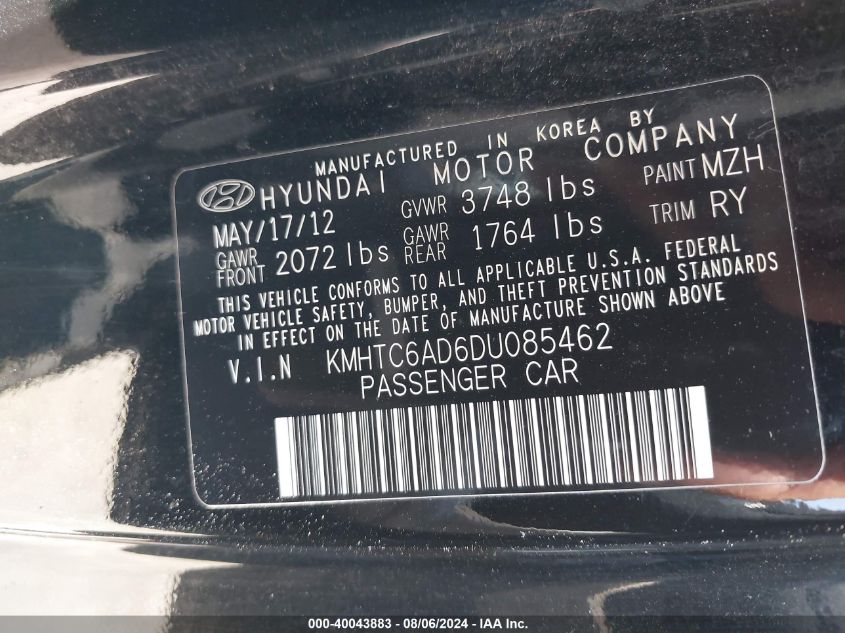 MANUFACTURED IN KOREA BY
HYUNDAI MOTOR COMPANY
MAY/17/12 GVWR 3748 lbs PAINT MZH
GAWR FRONT 2072 lbs GAWR REAR 1764 lbs TRIM RY
THIS VEHICLE CONFORMS TO ALL APPLICABLE U.S.A. FEDERAL
MOTOR VEHICLE SAFETY, BUMPER, AND THEFT PREVENTION STANDARDS
IN EFFECT ON THE DATE OF MANUFACTURE SHOWN ABOVE
V.I.N KMHTC6AD6DU085462
PASSENGER CAR
000-40043883 - 08/06/2024 - IAA Inc.